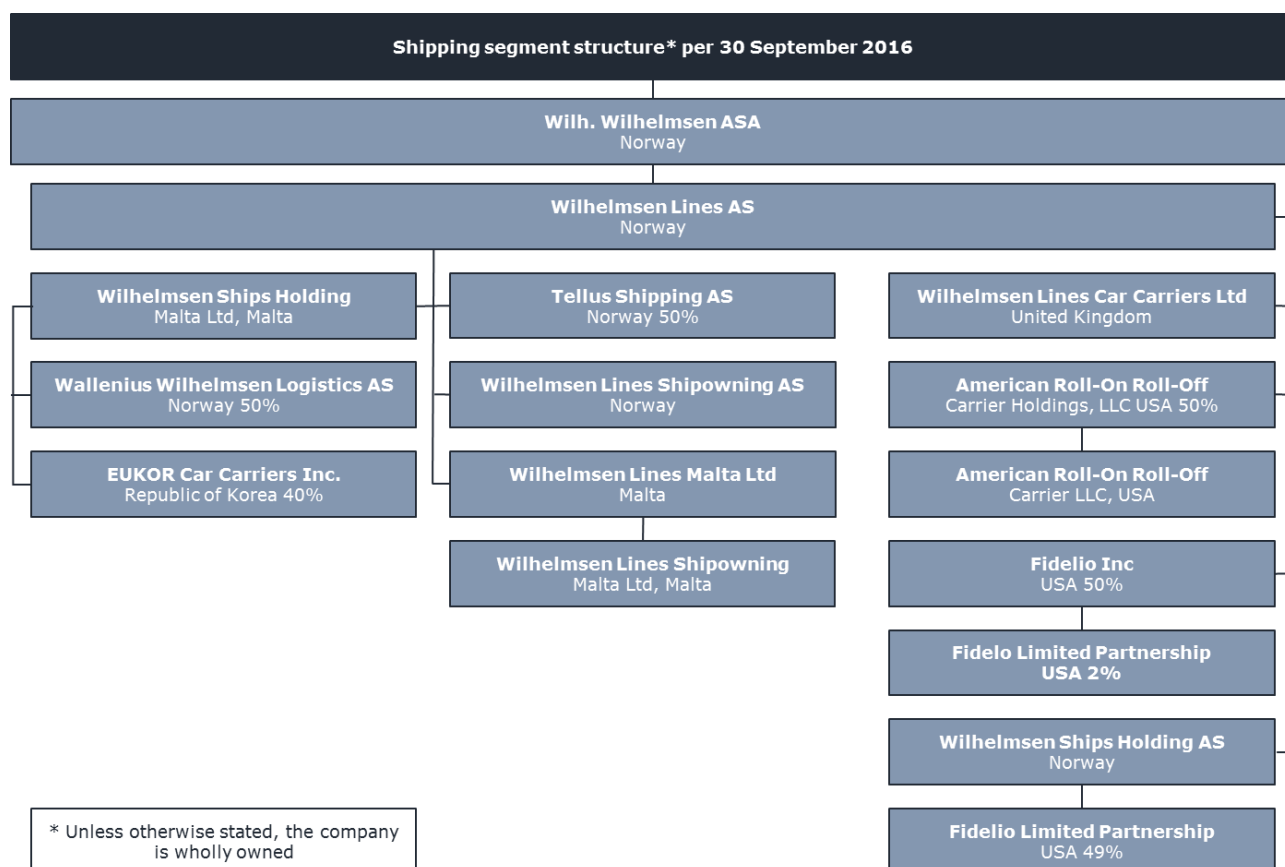 Shipping segment structure* per 30 September 2016
Wilh. Wilhelmsen ASA
Norway
Wilhelmsen Lines AS
Norway
Wilhelmsen Ships Holding
Malta Ltd, Malta
Wallenius Wilhelmsen Logistics AS
Norway 50%
EUKOR Car Carriers Inc.
Republic of Korea 40%
Tellus Shipping AS
Norway 50%
Wilhelmsen Lines Shipowning AS
Norway
Wilhelmsen Lines Malta Ltd
Malta
Wilhelmsen Lines Shipowning
Malta Ltd, Malta
Wilhelmsen Lines Car Carriers Ltd
United Kingdom
American Roll-On Roll-Off
Carrier Holdings, LLC USA 50%
American Roll-On Roll-Off
Carrier LLC, USA
Fidelio Inc
USA 50%
Fidelo Limited Partnership
USA 2%
Wilhelmsen Ships Holding AS
Norway
Fidelio Limited Partnership
USA 49%
* Unless otherwise stated, the company
is wholly owned